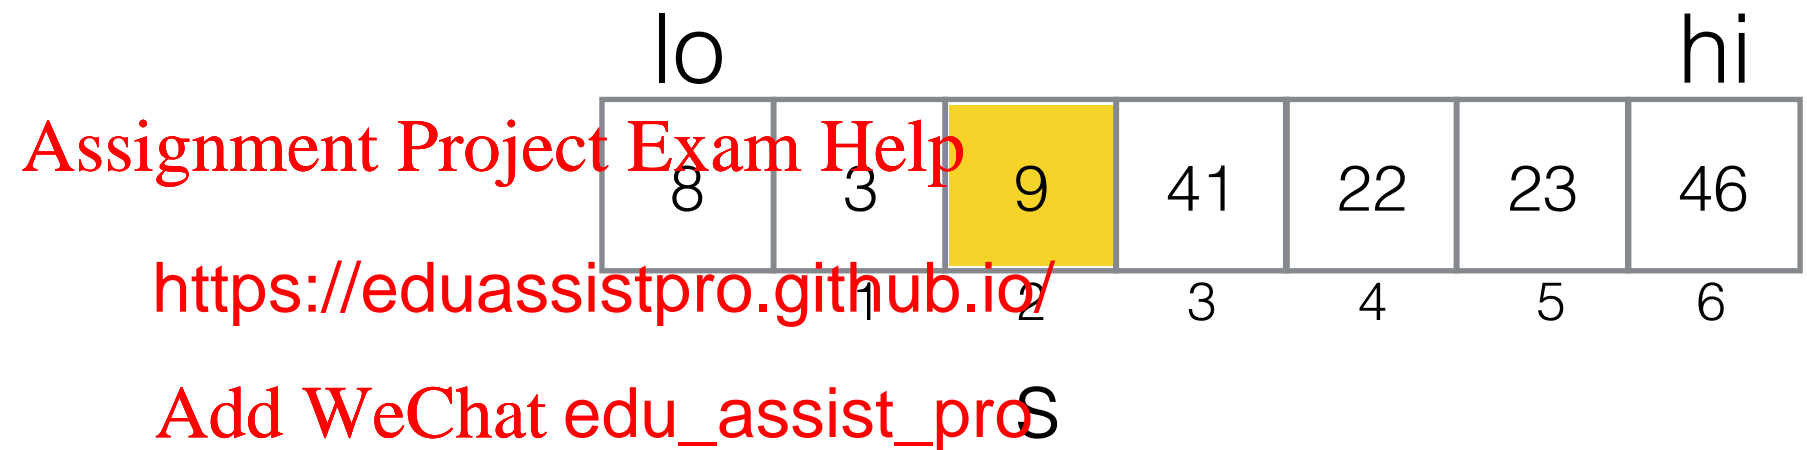 lo hi
Assignment Project Exam Help
8 3 9 41 22 23 46
https://eduassistpro.github.io/
1 2 3 4 5 6
Add WeChat edu_assist_pro
S